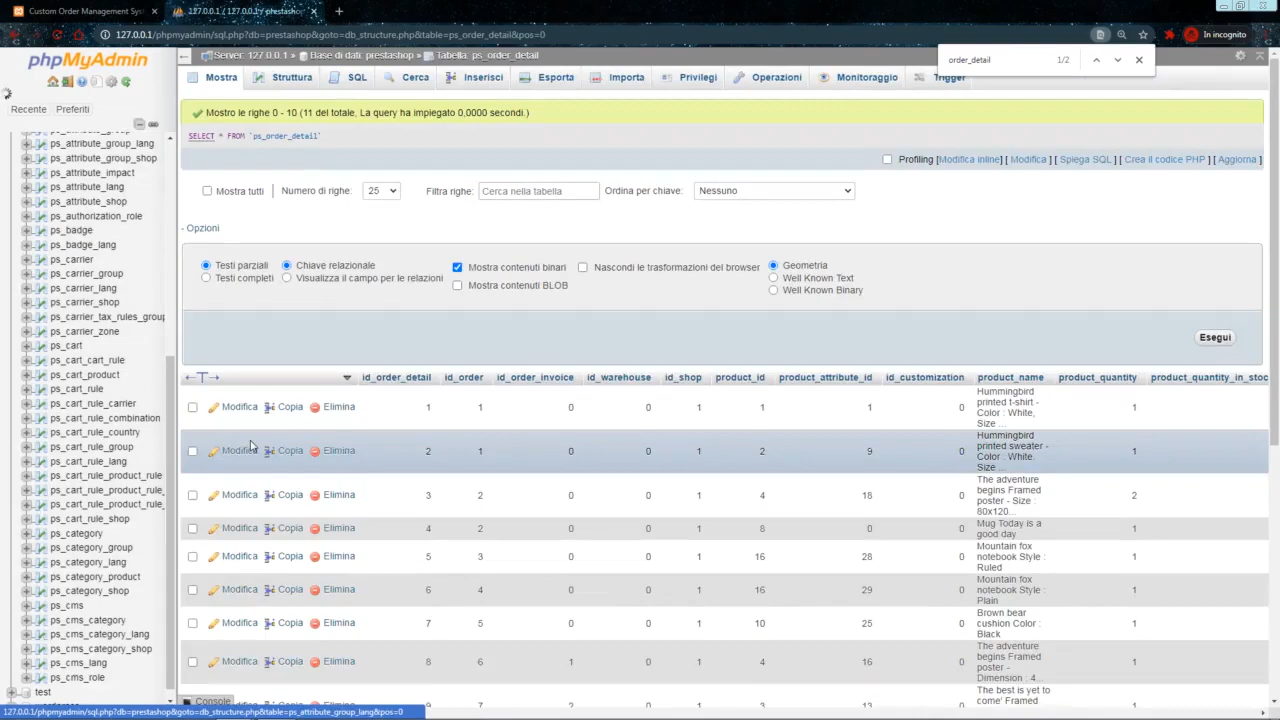 Custom Order Management Sys
127.0.0.1 / 127.0.0.1 / prestashop
127.0.0.1/phpmyadmin/sql.php?db=prestashop&goto=db_structure.php&table=ps_order_detail&pos=0
In incognito
order_detail
1/2
phpMyAdmin
Recente
Preferiti
ps_attribute_group
ps_attribute_group_lang
ps_attribute_group_shop
ps_attribute_impact
ps_attribute_lang
ps_attribute_shop
ps_authorization_role
ps_badge
ps_badge_lang
ps_carrier
ps_carrier_group
ps_carrier_lang
ps_carrier_shop
ps_carrier_tax_rules_group
ps_carrier_zone
ps_cart
ps_cart_cart_rule
ps_cart_product
ps_cart_rule
ps_cart_rule_carrier
ps_cart_rule_combination
ps_cart_rule_country
ps_cart_rule_group
ps_cart_rule_lang
ps_cart_rule_product_rule
ps_cart_rule_product_rule_
ps_cart_rule_product_rule_
ps_cart_rule_shop
ps_category
ps_category_group
ps_category_lang
ps_category_product
ps_category_shop
ps_cms
ps_cms_category
ps_cms_category_lang
ps_cms_category_shop
ps_cms_lang
ps_cms_role
test
Server: 127.0.0.1 » Base di dati: prestashop » Tabella: ps_order_detail
Mostra Struttura SQL Cerca Inserisci Esporta Importa Privilegi Operazioni Monitoraggio Trigger
Mostro le righe 0 - 10 (11 del totale, La query ha impiegato 0,0000 secondi.)
SELECT * FROM `ps_order_detail`
Profiling [Modifica inline] [ Modifica ] [ Spiega SQL ] [ Crea il codice PHP ] [ Aggiorna ]
Mostra tutti Numero di righe: 25 Filtra righe: Cerca nella tabella Ordina per chiave: Nessuno
- Opzioni
Testi parziali Chiave relazionale Mostra contenuti binari Nascondi le trasformazioni del browser Geometria
Testi completi Visualizza il campo per le relazioni Mostra contenuti BLOB Well Known Text
Well Known Binary
Esegui
←T→ id_order_detail id_order id_order_invoice id_warehouse id_shop product_id product_attribute_id id_customization product_name product_quantity product_quantity_in_stoc
Modifica Copia Elimina 1 1 0 0 1 1 1 0 Hummingbird printed t-shirt - Color : White, Size ... 1
Modifica Copia Elimina 2 1 0 0 1 2 9 0 Hummingbird printed sweater - Color : White, Size ... 1
Modifica Copia Elimina 3 2 0 0 1 4 18 0 The adventure begins Framed poster - Size : 80x120... 2
Modifica Copia Elimina 4 2 0 0 1 8 0 0 Mug Today is a good day 1
Modifica Copia Elimina 5 3 0 0 1 16 28 0 Mountain fox notebook Style : Ruled 1
Modifica Copia Elimina 6 4 0 0 1 16 29 0 Mountain fox notebook Style : Plain 1
Modifica Copia Elimina 7 5 0 0 1 10 25 0 Brown bear cushion Color : Black 1
Modifica Copia Elimina 8 6 1 0 1 4 16 0 The adventure begins Framed poster - Dimension : 4... 1
The best is yet to come' Framed
Console
127.0.0.1/phpmyadmin/sql.php?db=prestashop&goto=db_structure.php&table=ps_attribute_group_lang&pos=0